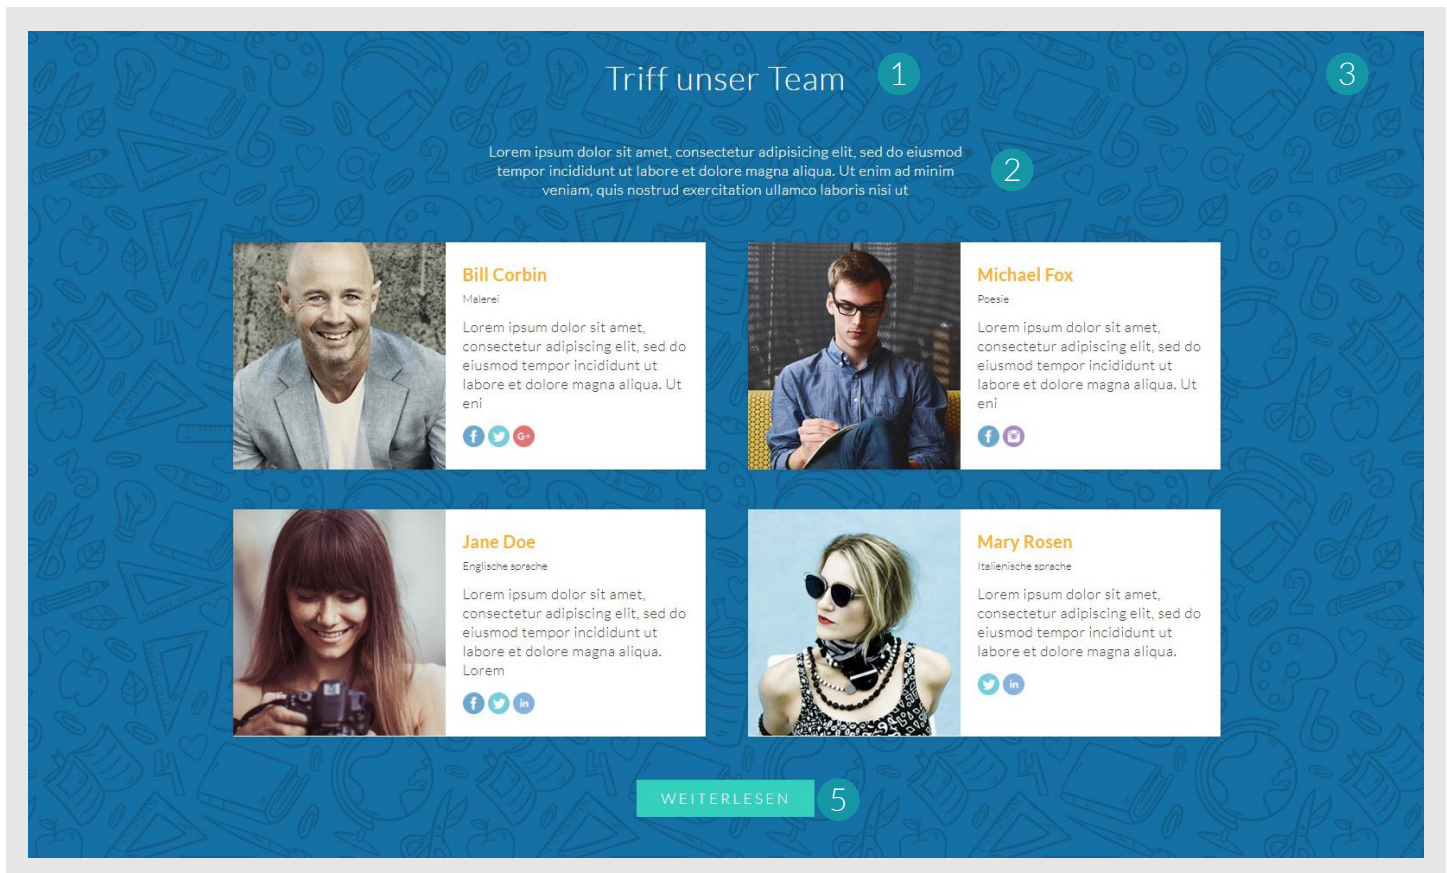 Triff unser Team
1
3
Lorem ipsum dolor sit amet, consectetur adipisicing elit, sed do eiusmod
tempor incididunt ut labore et dolore magna aliqua. Ut enim ad minim
veniam, quis nostrud exercitation ullamco laboris nisi ut
2
Bill Corbin
Malerei
Lorem ipsum dolor sit amet,
consectetur adipiscing elit, sed do
eiusmod tempor incididunt ut
labore et dolore magna aliqua. Ut
eni
f
G+
Michael Fox
Poesie
Lorem ipsum dolor sit amet,
consectetur adipiscing elit, sed do
eiusmod tempor incididunt ut
labore et dolore magna aliqua. Ut
eni
f
Jane Doe
Englische sprache
Lorem ipsum dolor sit amet,
consectetur adipiscing elit, sed do
eiusmod tempor incididunt ut
labore et dolore magna aliqua.
Lorem
f
in
Mary Rosen
Italienische sprache
Lorem ipsum dolor sit amet,
consectetur adipiscing elit, sed do
eiusmod tempor incididunt ut
labore et dolore magna aliqua.
in
WEITERLESEN
5